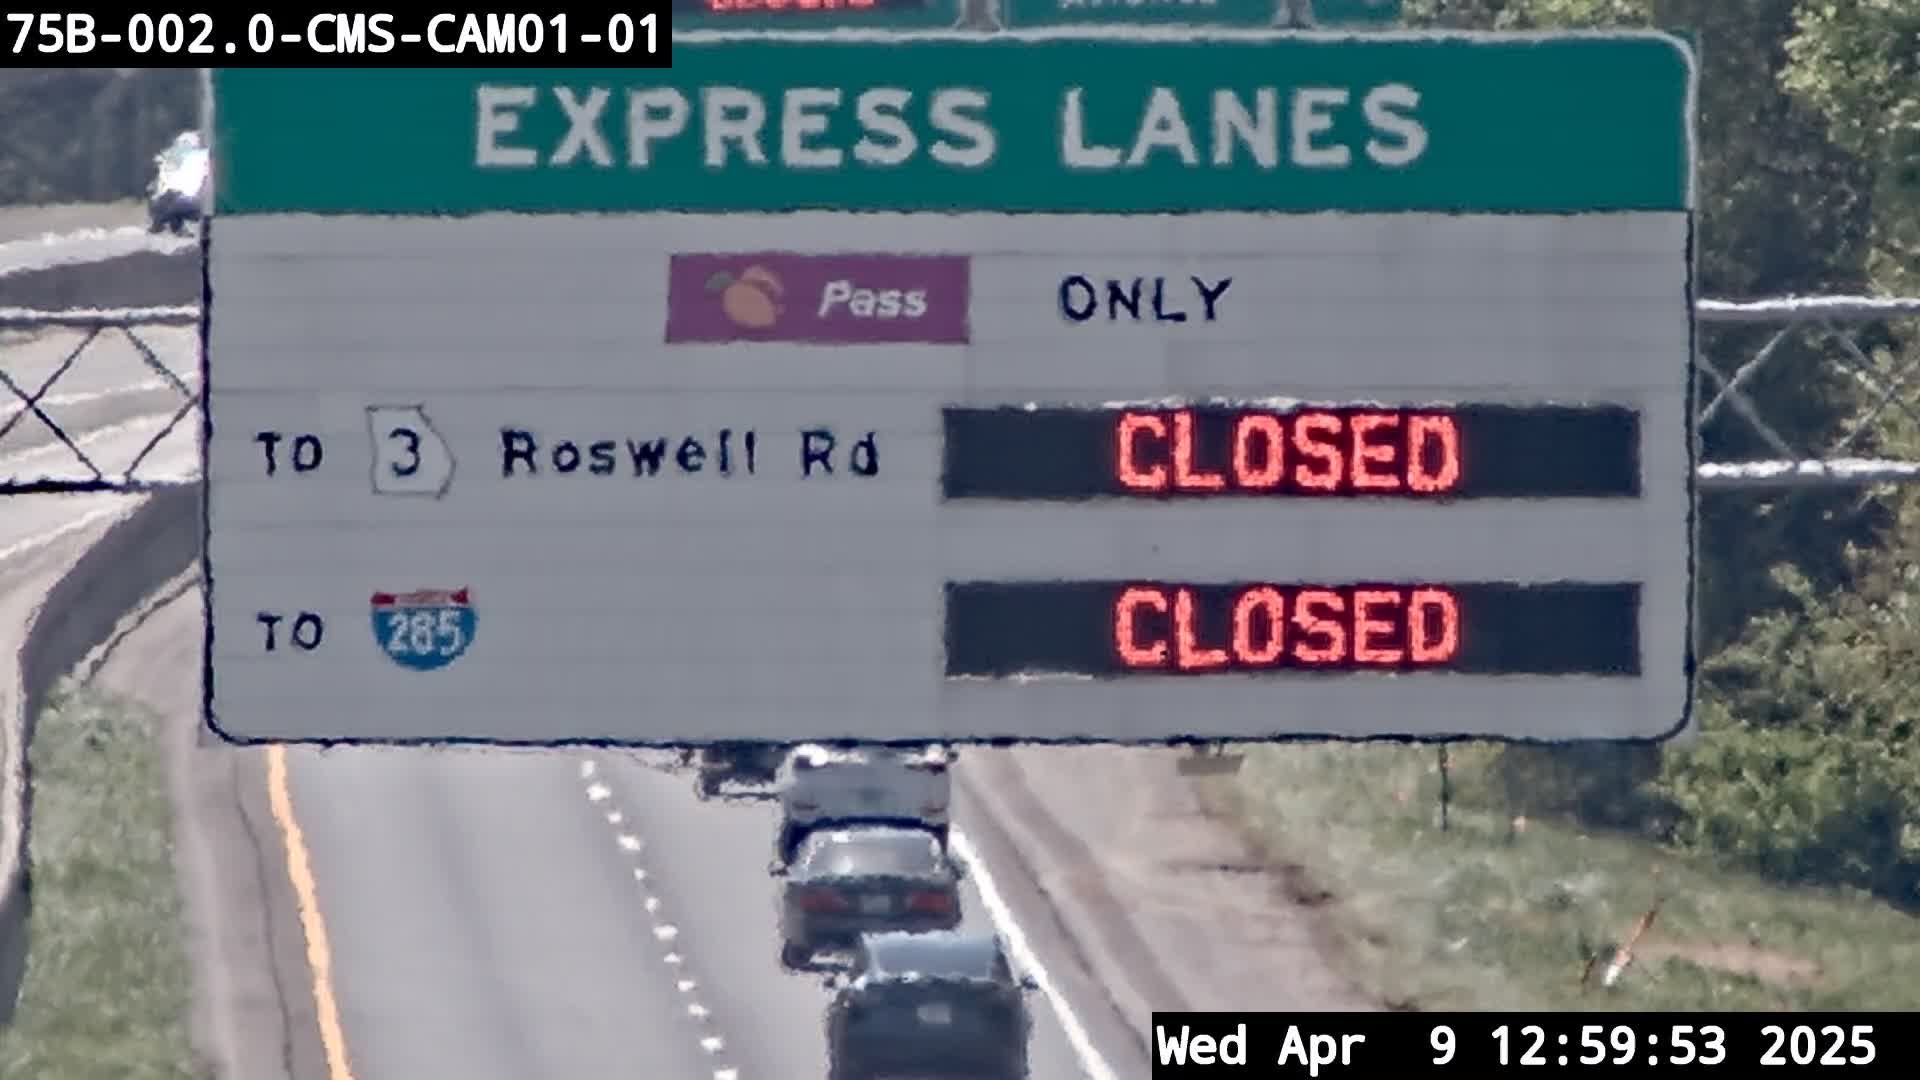 75B-002.0-CMS-CAM01-01
EXPRESS LANES
Pass ONLY
TO 3 Roswell Rd CLOSED
TO 285 CLOSED
Wed Apr 9 12:59:53 2025